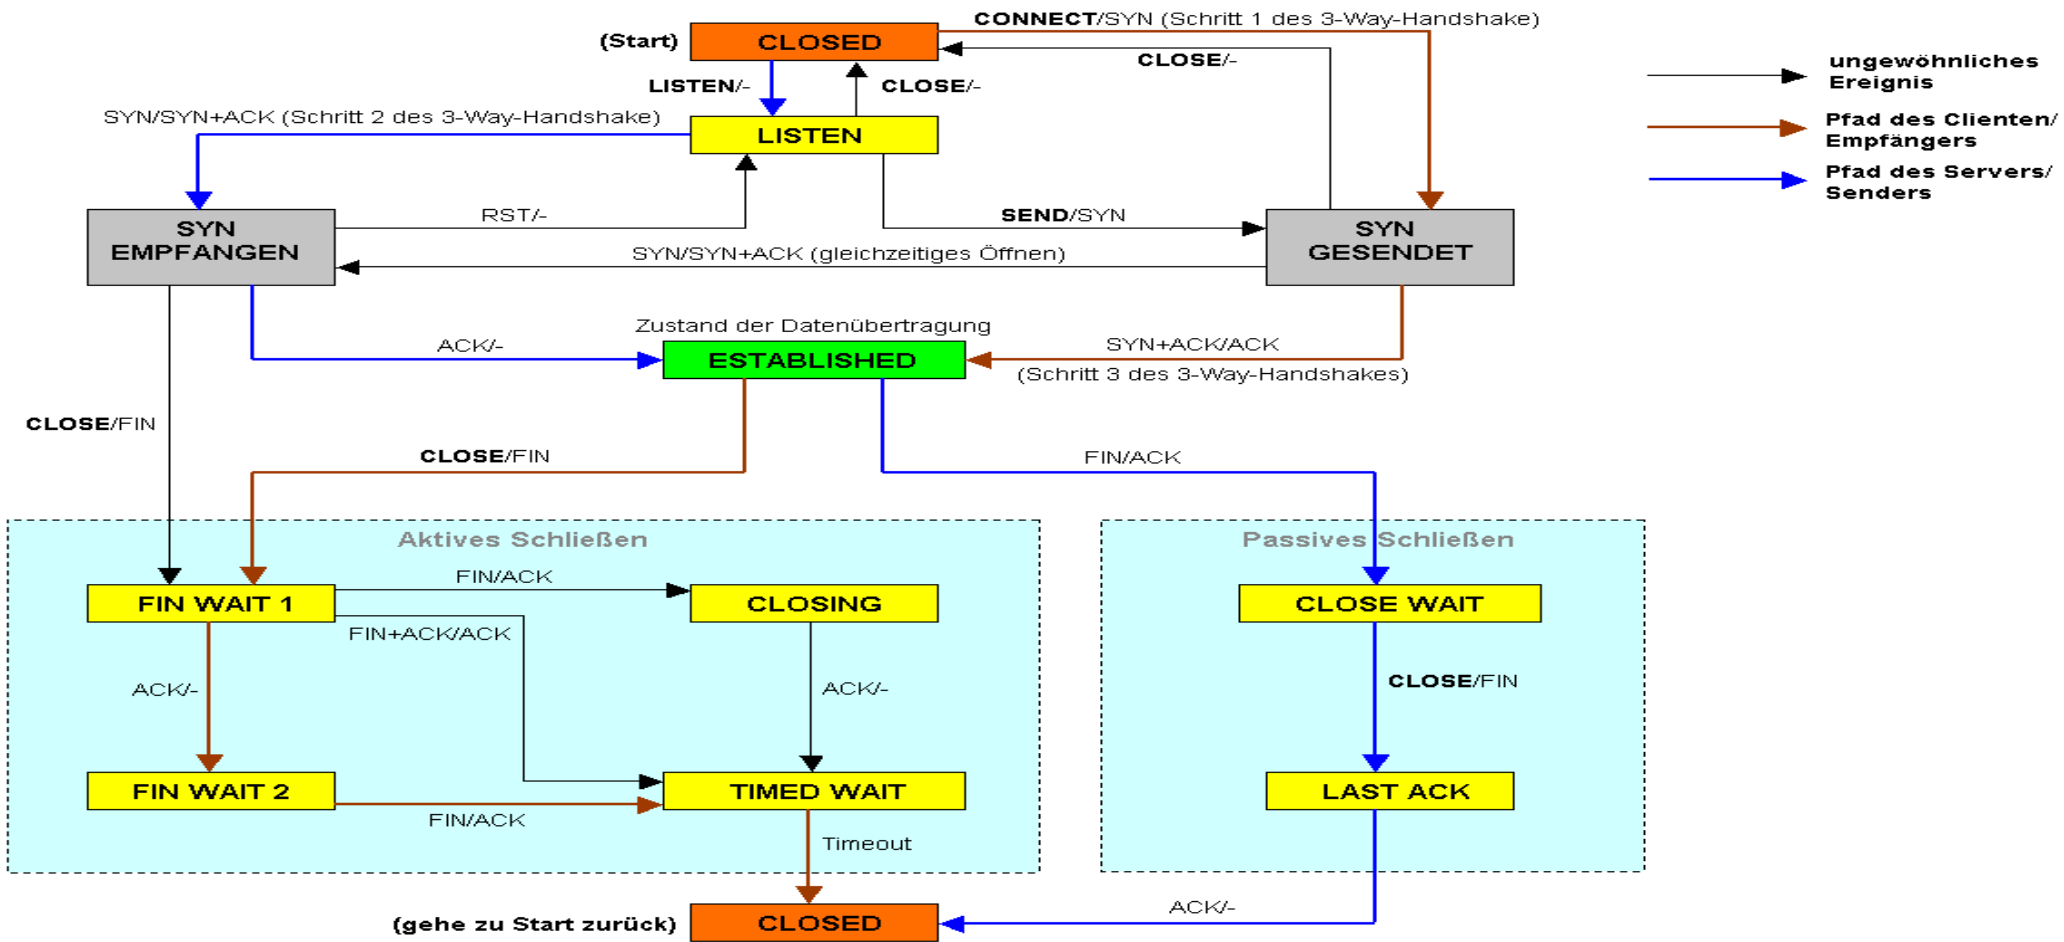 CONNECT/SYN (Schritt 1 des 3-Way-Handshake)
(Start)
CLOSED
CLOSE/-
LISTEN/-
CLOSE/-
SYN/SYN+ACK (Schritt 2 des 3-Way-Handshake)
LISTEN
ungewöhnliches
Ereignis
Pfad des Clienten/
Empfängers
Pfad des Servers/
Senders
SYN
EMPFANGEN
RST/-
SEND/SYN
SYN
GESENDET
SYN/SYN+ACK (gleichzeitiges Öffnen)
Zustand der Datenübertragung
ACK/-
ESTABLISHED
SYN+ACK/ACK
(Schritt 3 des 3-Way-Handshakes)
CLOSE/FIN
CLOSE/FIN
FIN/ACK
Aktives Schließen
Passives Schließen
FIN WAIT 1
FIN/ACK
CLOSING
CLOSE WAIT
FIN+ACK/ACK
ACK/-
ACK/-
CLOSE/FIN
FIN WAIT 2
TIMED WAIT
LAST ACK
FIN/ACK
Timeout
(gehe zu Start zurück)
CLOSED
ACK/-